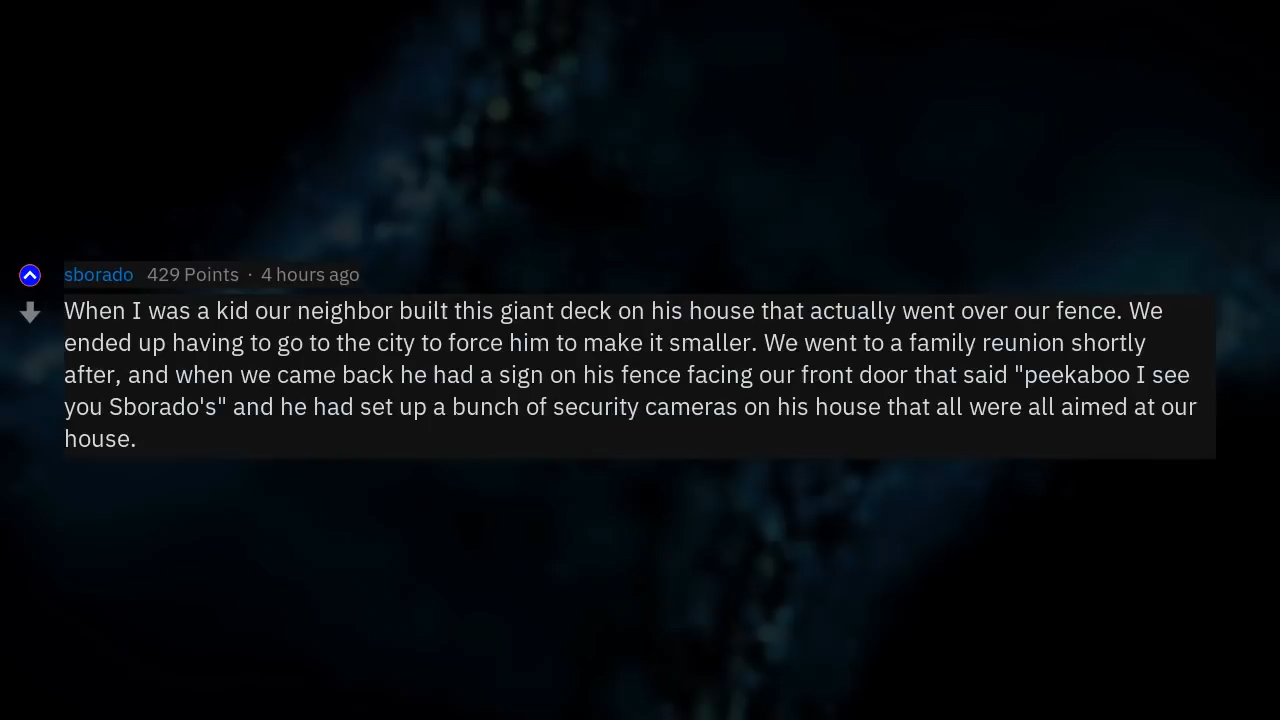 sborado 429 Points · 4 hours ago
When I was a kid our neighbor built this giant deck on his house that actually went over our fence. We
ended up having to go to the city to force him to make it smaller. We went to a family reunion shortly
after, and when we came back he had a sign on his fence facing our front door that said "peekaboo I see
you Sborado's" and he had set up a bunch of security cameras on his house that all were all aimed at our
house.